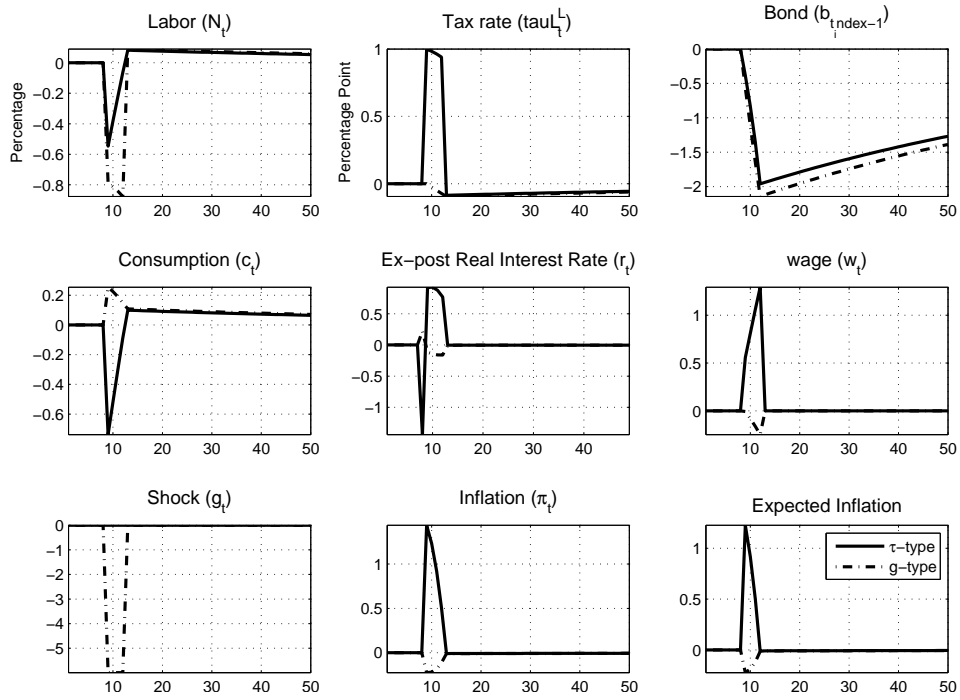 Labor (N_t)
Tax rate (tauL_t^L)
Bond (b_{t_i ndex−1})
Percentage
0
−0.2
−0.4
−0.6
−0.8
10 20 30 40 50
Percentage Point
1
0.5
0
10 20 30 40 50
0
−0.5
−1
−1.5
−2
10 20 30 40 50
Consumption (c_t)
Ex−post Real Interest Rate (r_t)
wage (w_t)
0.2
0
−0.2
−0.4
−0.6
10 20 30 40 50
0.5
0
−0.5
−1
10 20 30 40
1
0.5
0
10 20 30 40 50
Shock (g_t)
Inflation (π_t)
Expected Inflation
0
−1
−2
−3
−4
−5
10 20 30 40 50
1
0.5
0
10 20 30 40 50
1
0.5
0
10 20 30 40 50
τ−type
g−type